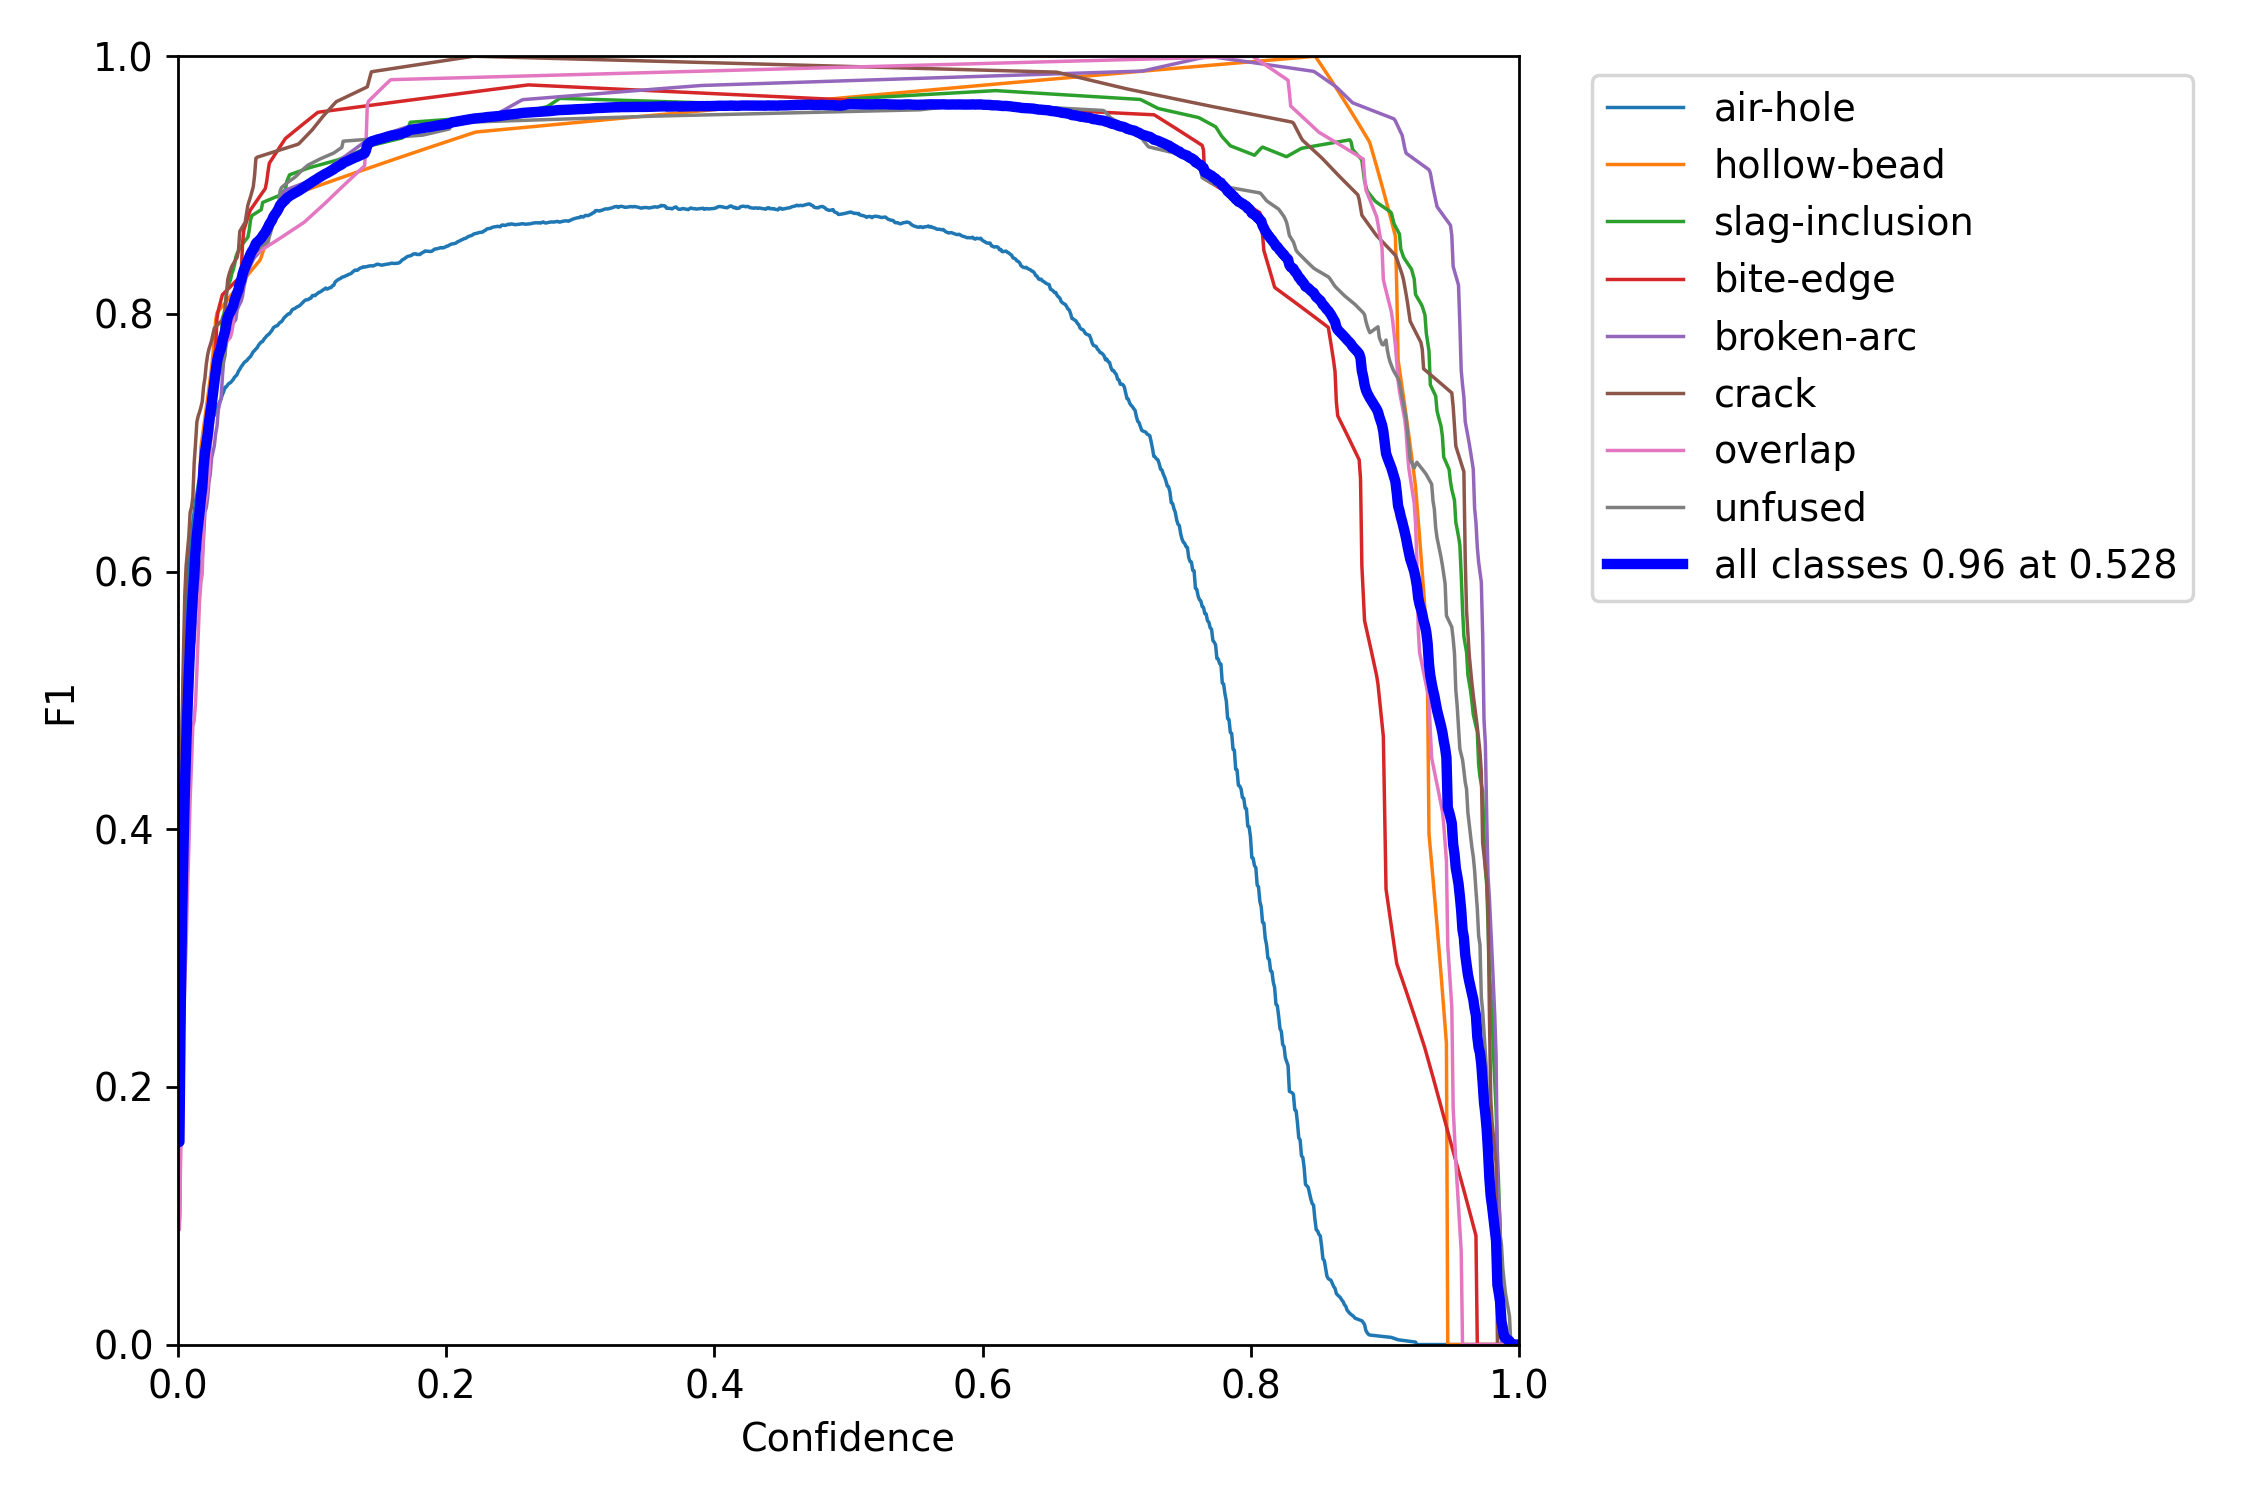 1.0
0.8
0.6
0.4
0.2
0.0
0.0 0.2 0.4 0.6 0.8 1.0
F1
Confidence
air-hole
hollow-bead
slag-inclusion
bite-edge
broken-arc
crack
overlap
unfused
all classes 0.96 at 0.528